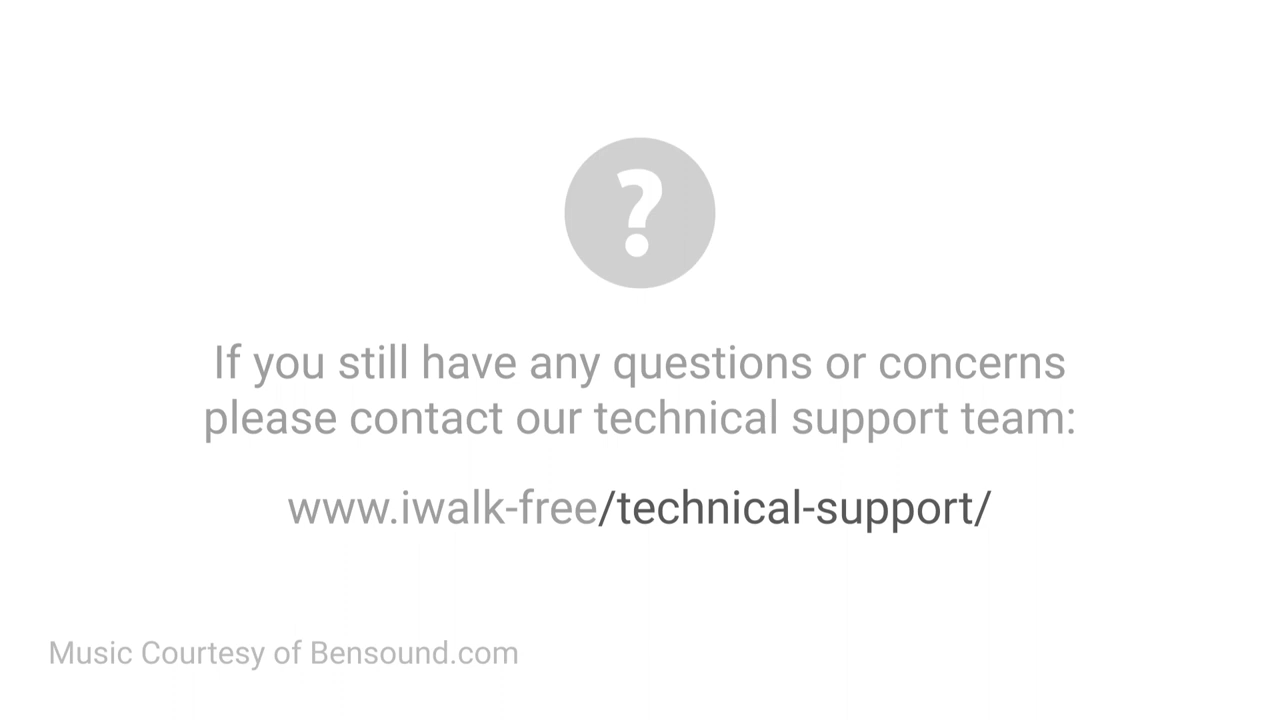 ?
If you still have any questions or concerns
please contact our technical support team:
www.iwalk-free/technical-support/
Music Courtesy of Bensound.com